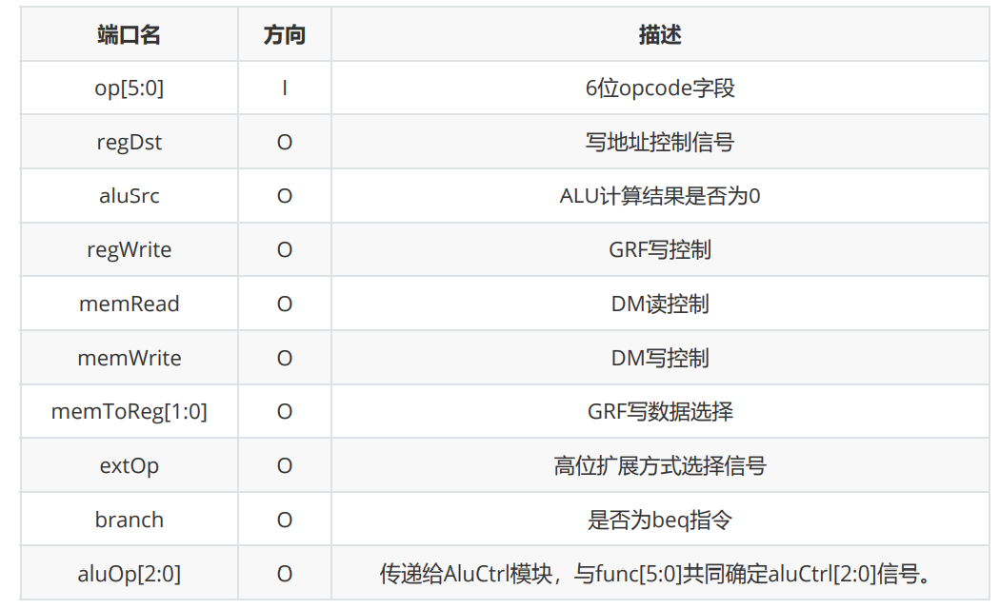 端口名 方向 描述
op[5:0] I 6位opcode字段
regDst O 写地址控制信号
aluSrc O ALU计算结果是否为0
regWrite O GRF写控制
memRead O DM读控制
memWrite O DM写控制
memToReg[1:0] O GRF写数据选择
extOp O 高位扩展方式选择信号
branch O 是否为beq指令
aluOp[2:0] O 传递给AluCtrl模块，与func[5:0]共同确定aluCtrl[2:0]信号。